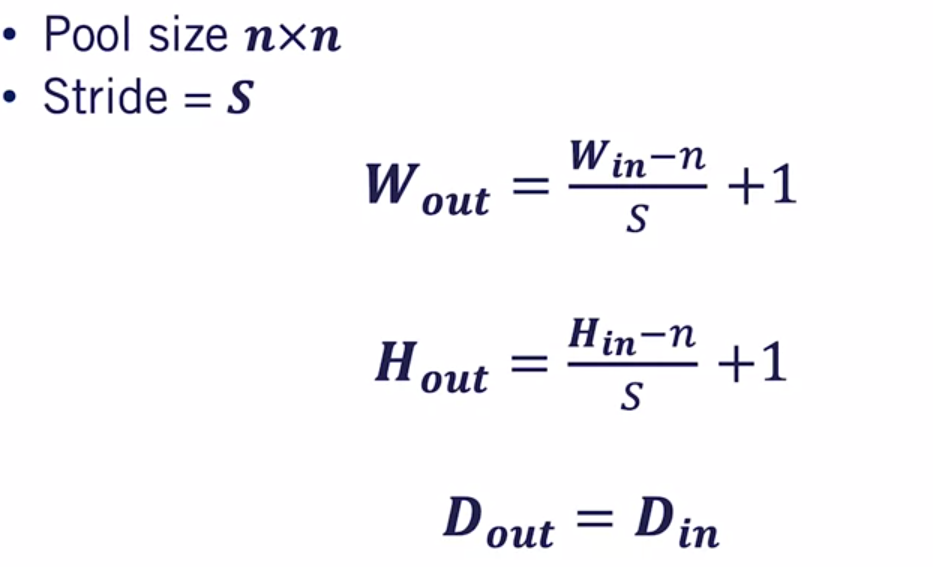 • Pool size n×n
• Stride = S
W_out = (W_in−n)/S +1
H_out = (H_in−n)/S +1
D_out = D_in